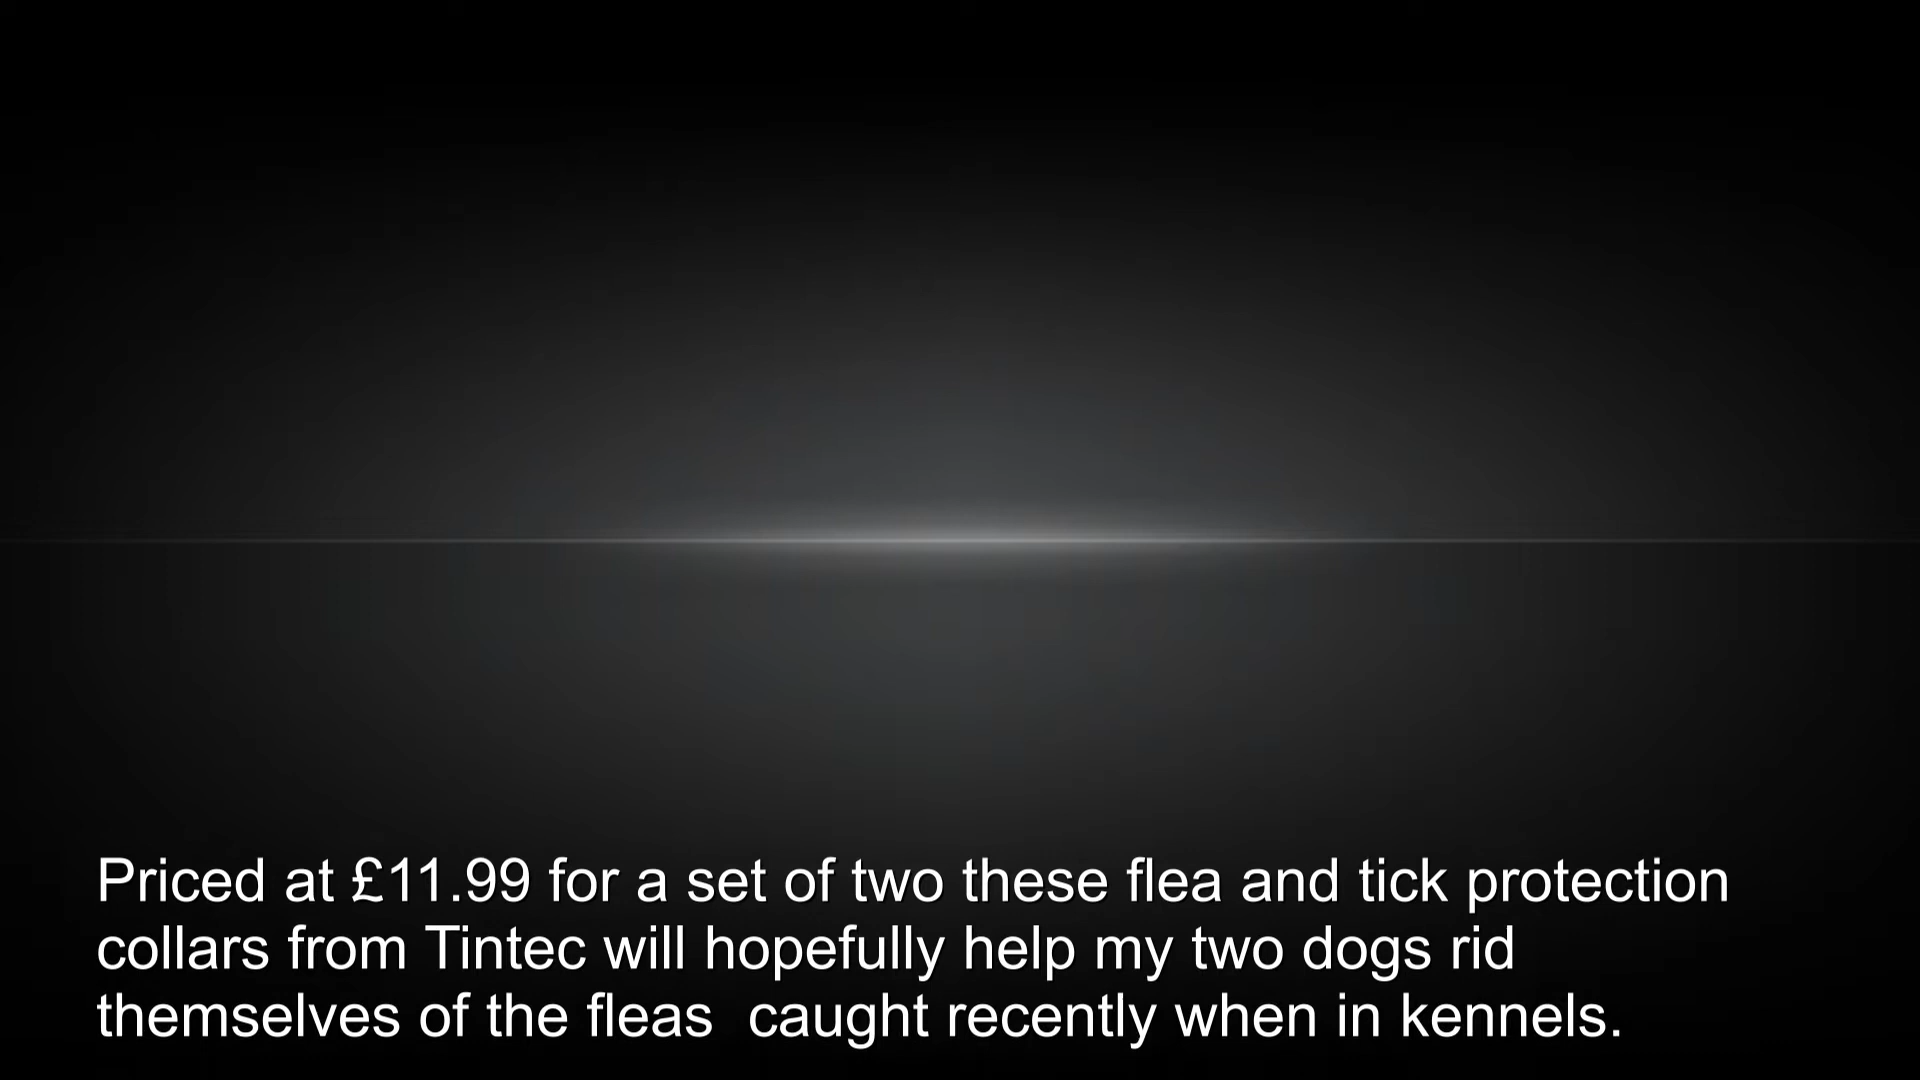 Priced at £11.99 for a set of two these flea and tick protection
collars from Tintec will hopefully help my two dogs rid
themselves of the fleas  caught recently when in kennels.